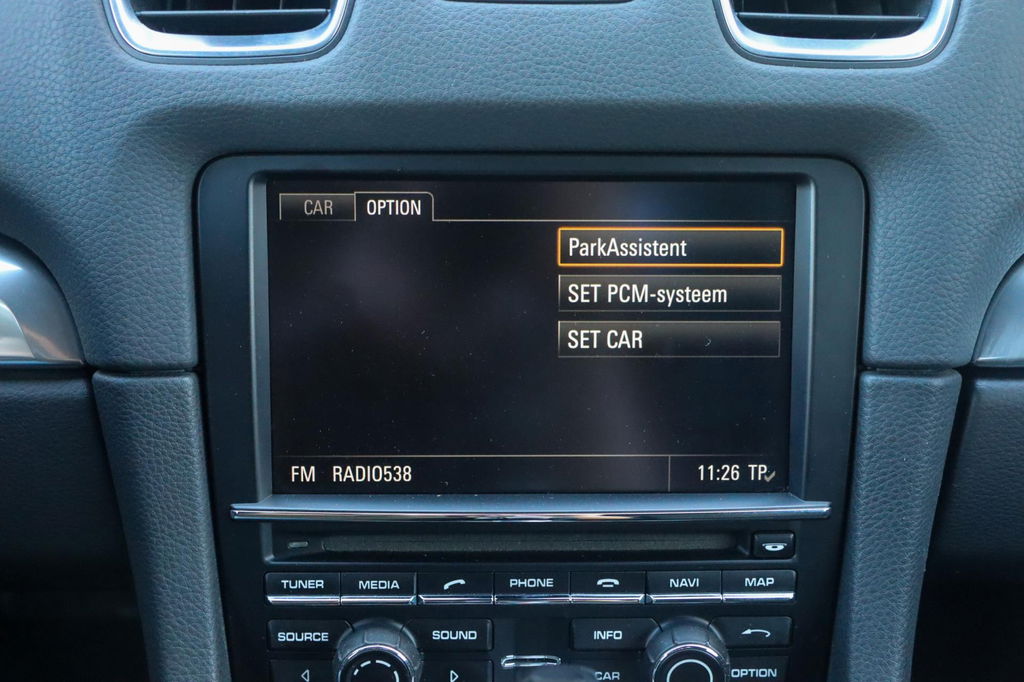 CAR OPTION
ParkAssistent
SET PCM-systeem
SET CAR
FM RADIO538 11:26 TP
TUNER MEDIA PHONE NAVI MAP
SOURCE SOUND INFO
CAR OPTION